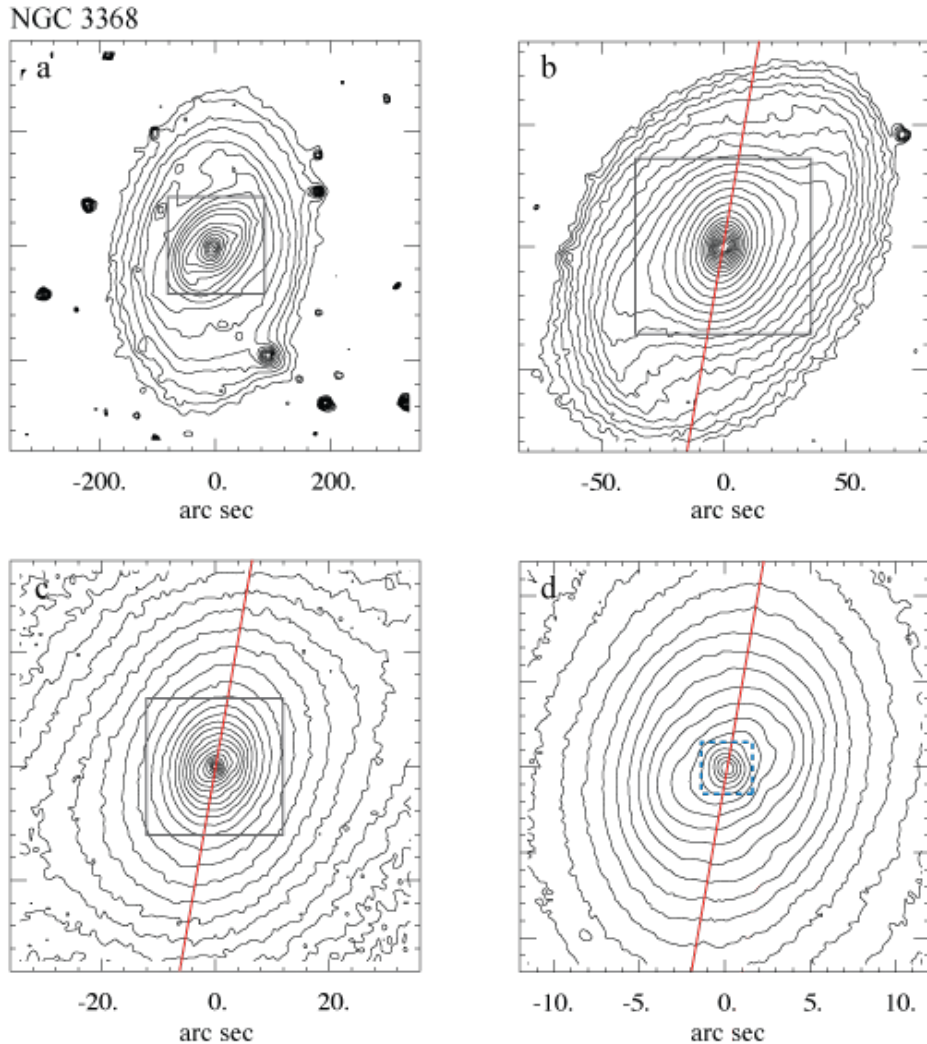 NGC 3368
a
b
-200. 0. 200.
arc sec
-50. 0. 50.
arc sec
c
d
-20. 0. 20.
arc sec
-10. -5. 0. 5. 10.
arc sec